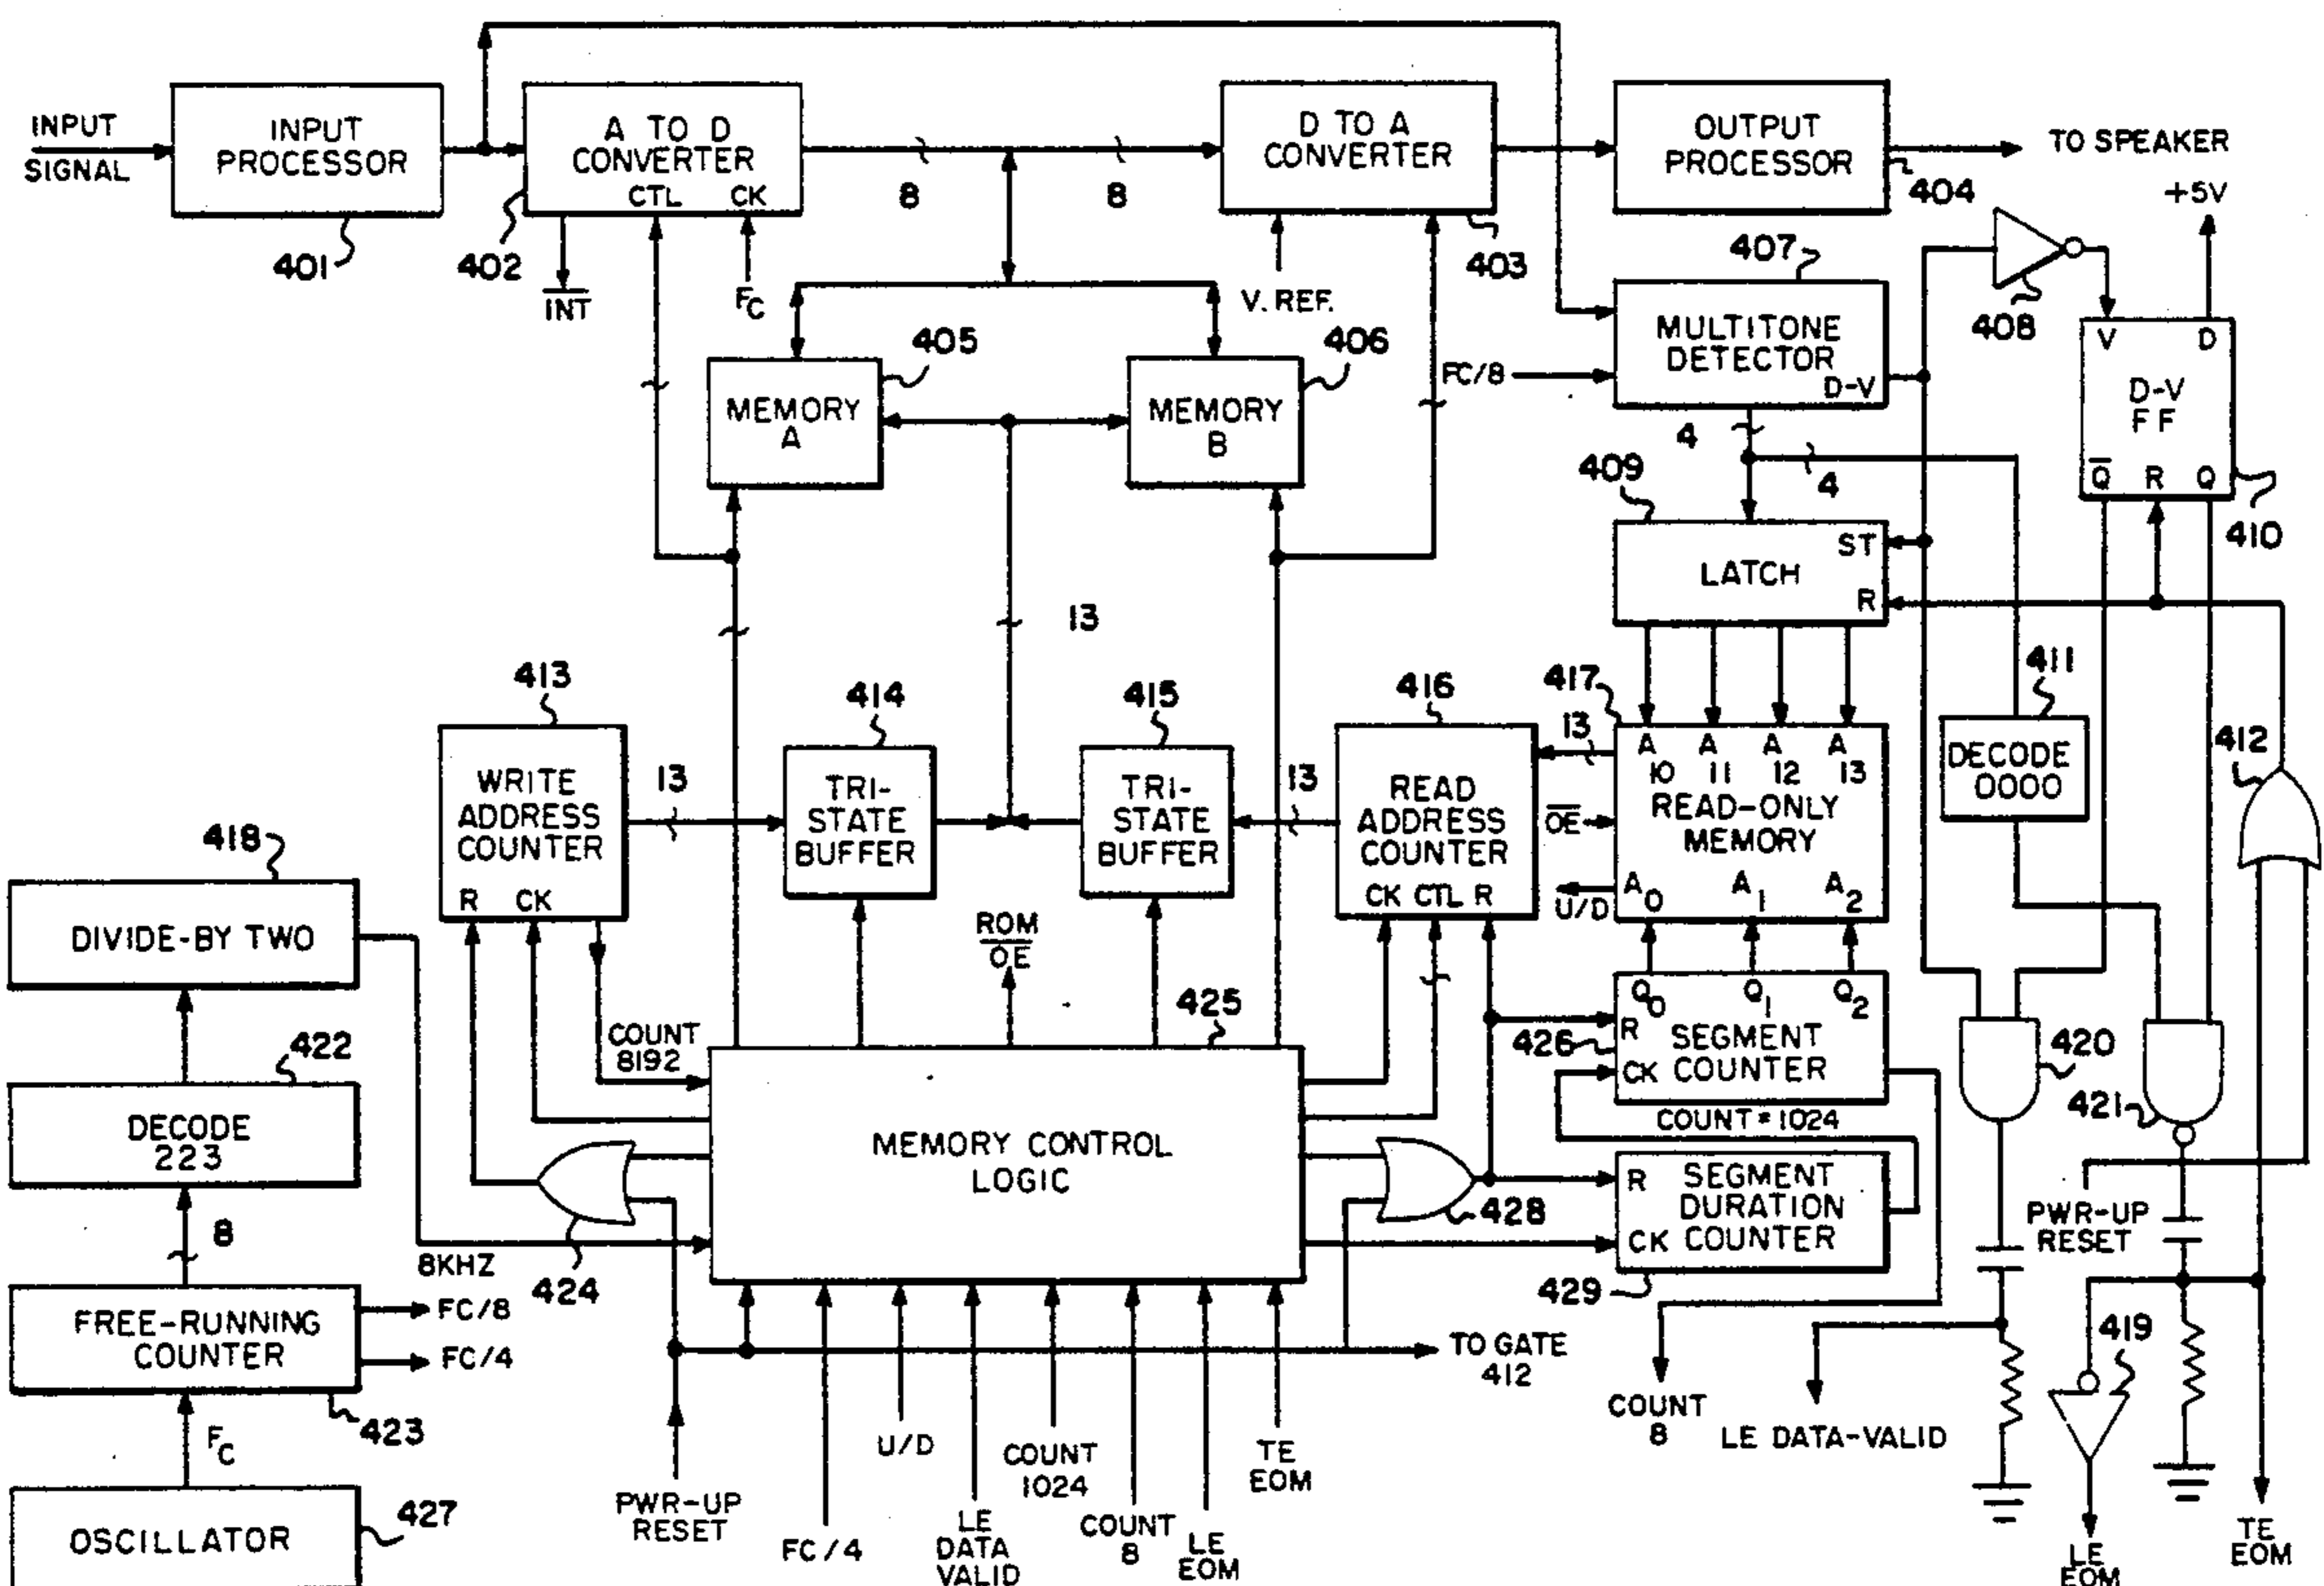 INPUT
SIGNAL
INPUT
PROCESSOR
401
A TO D
CONVERTER
CTL CK
402
INT
FC
8
8
D TO A
CONVERTER
403
V. REF.
OUTPUT
PROCESSOR
404
TO SPEAKER
+5V
407
408
MULTITONE
DETECTOR
D-V
FC/8
V D
D-V
FF
Q R Q
410
405
MEMORY
A
406
MEMORY
B
4
4
409
ST
LATCH
R
13
411
DECODE
0000
412
413
WRITE
ADDRESS
COUNTER
R CK
13
414
TRI-
STATE
BUFFER
415
TRI-
STATE
BUFFER
13
416
READ
ADDRESS
COUNTER
CK CTL R
417
13
OE
U/D
A10 A11 A12 A13
READ-ONLY
MEMORY
A0 A1 A2
418
DIVIDE-BY TWO
422
DECODE
223
8
8KHZ
FREE-RUNNING
COUNTER
423
FC/8
FC/4
FC
OSCILLATOR
427
COUNT
8192
ROM
OE
425
MEMORY CONTROL
LOGIC
424
428
426
Q0 Q1 Q2
R
SEGMENT
COUNTER
CK
COUNT = 1024
R
SEGMENT
DURATION
COUNTER
CK
429
420
421
PWR-UP
RESET
419
TO GATE
412
COUNT
8
LE DATA-VALID
LE
EOM
TE
EOM
PWR-UP
RESET
FC/4
U/D
LE
DATA
VALID
COUNT
1024
COUNT
8
LE
EOM
TE
EOM